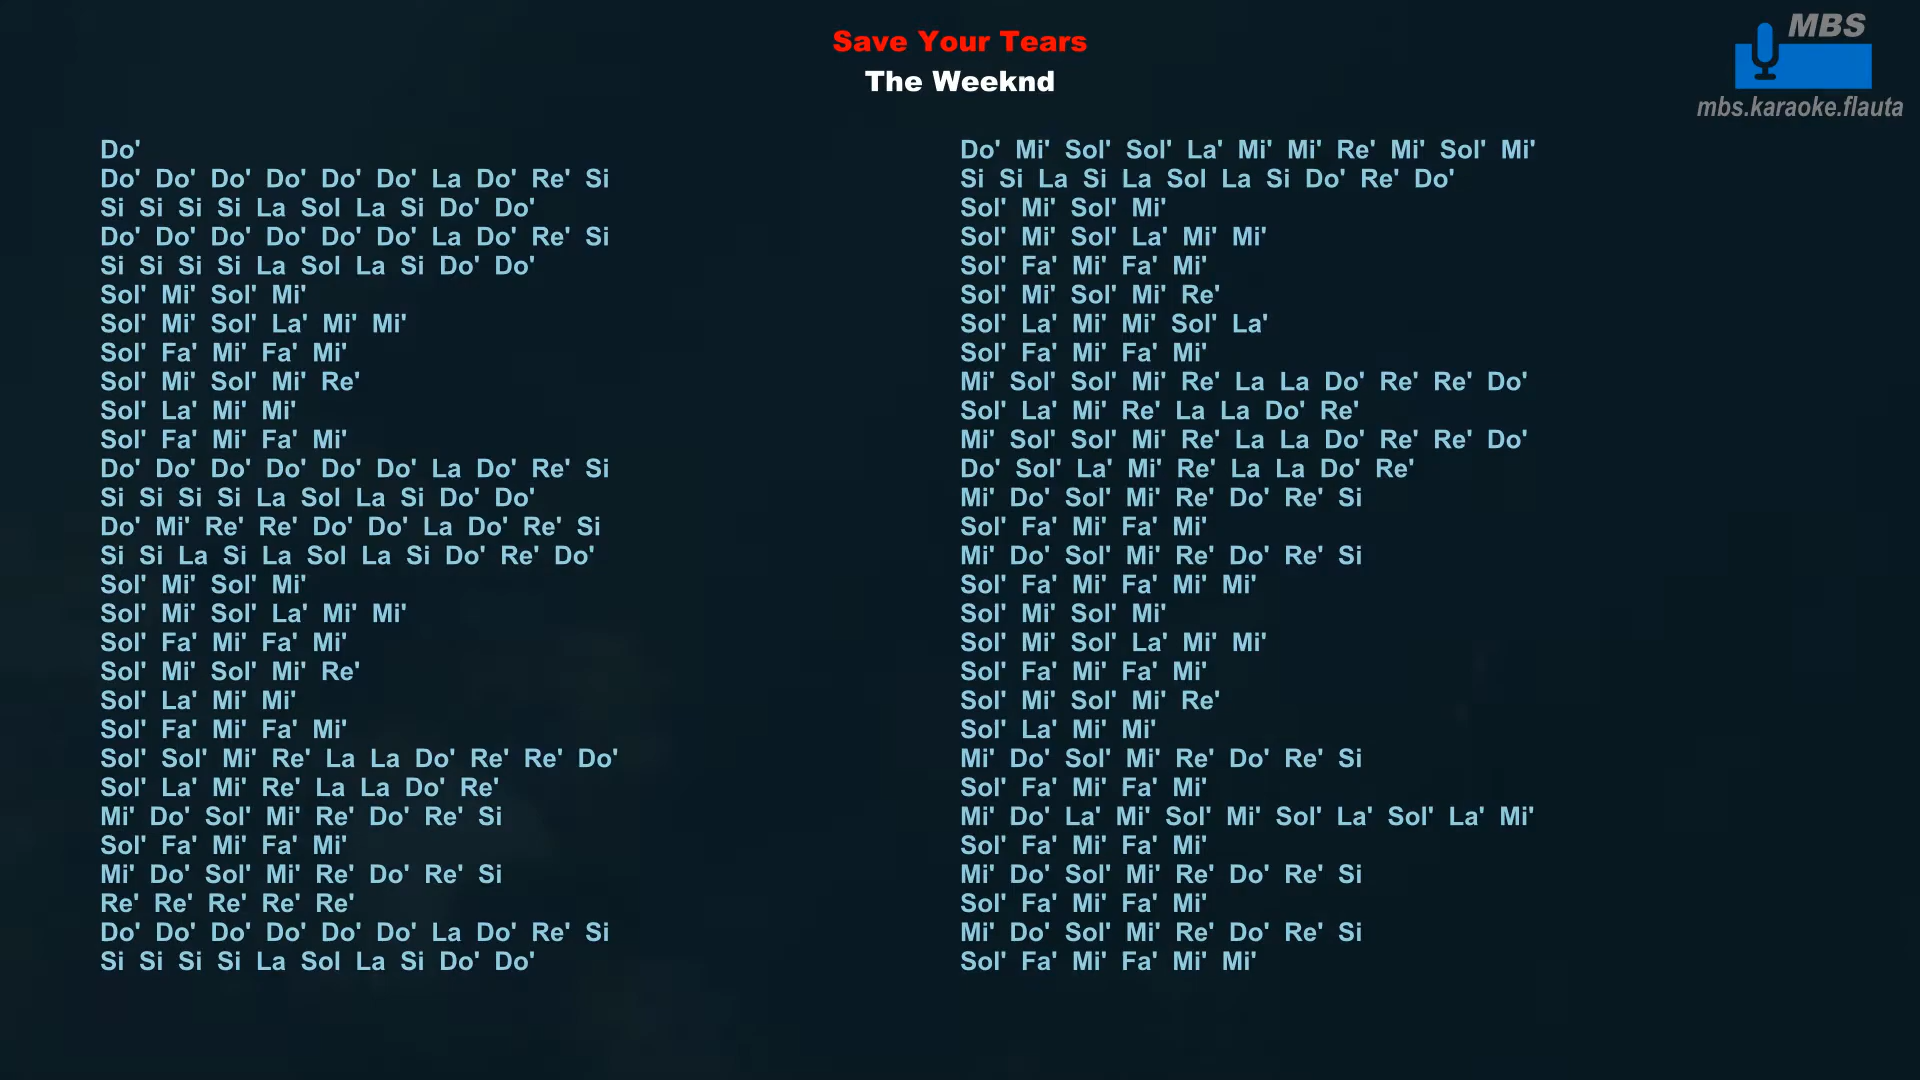 Save Your Tears
The Weeknd
MBS
mbs.karaoke.flauta
Do'
Do' Do' Do' Do' Do' Do' La Do' Re' Si
Si Si Si Si La Sol La Si Do' Do'
Do' Do' Do' Do' Do' Do' La Do' Re' Si
Si Si Si Si La Sol La Si Do' Do'
Sol' Mi' Sol' Mi'
Sol' Mi' Sol' La' Mi' Mi'
Sol' Fa' Mi' Fa' Mi'
Sol' Mi' Sol' Mi' Re'
Sol' La' Mi' Mi'
Sol' Fa' Mi' Fa' Mi'
Do' Do' Do' Do' Do' Do' La Do' Re' Si
Si Si Si Si La Sol La Si Do' Do'
Do' Mi' Re' Re' Do' Do' La Do' Re' Si
Si Si La Si La Sol La Si Do' Re' Do'
Sol' Mi' Sol' Mi'
Sol' Mi' Sol' La' Mi' Mi'
Sol' Fa' Mi' Fa' Mi'
Sol' Mi' Sol' Mi' Re'
Sol' La' Mi' Mi'
Sol' Fa' Mi' Fa' Mi'
Sol' Sol' Mi' Re' La La Do' Re' Re' Do'
Sol' La' Mi' Re' La La Do' Re'
Mi' Do' Sol' Mi' Re' Do' Re' Si
Sol' Fa' Mi' Fa' Mi'
Mi' Do' Sol' Mi' Re' Do' Re' Si
Re' Re' Re' Re' Re'
Do' Do' Do' Do' Do' Do' La Do' Re' Si
Si Si Si Si La Sol La Si Do' Do'
Do' Mi' Sol' Sol' La' Mi' Mi' Re' Mi' Sol' Mi'
Si Si La Si La Sol La Si Do' Re' Do'
Sol' Mi' Sol' Mi'
Sol' Mi' Sol' La' Mi' Mi'
Sol' Fa' Mi' Fa' Mi'
Sol' Mi' Sol' Mi' Re'
Sol' La' Mi' Mi' Sol' La'
Sol' Fa' Mi' Fa' Mi'
Mi' Sol' Sol' Mi' Re' La La Do' Re' Re' Do'
Sol' La' Mi' Re' La La Do' Re'
Mi' Sol' Sol' Mi' Re' La La Do' Re' Re' Do'
Do' Sol' La' Mi' Re' La La Do' Re'
Mi' Do' Sol' Mi' Re' Do' Re' Si
Sol' Fa' Mi' Fa' Mi'
Mi' Do' Sol' Mi' Re' Do' Re' Si
Sol' Fa' Mi' Fa' Mi' Mi'
Sol' Mi' Sol' Mi'
Sol' Mi' Sol' La' Mi' Mi'
Sol' Fa' Mi' Fa' Mi'
Sol' Mi' Sol' Mi' Re'
Sol' La' Mi' Mi'
Mi' Do' Sol' Mi' Re' Do' Re' Si
Sol' Fa' Mi' Fa' Mi'
Mi' Do' La' Mi' Sol' Mi' Sol' La' Sol' La' Mi'
Sol' Fa' Mi' Fa' Mi'
Mi' Do' Sol' Mi' Re' Do' Re' Si
Sol' Fa' Mi' Fa' Mi'
Mi' Do' Sol' Mi' Re' Do' Re' Si
Sol' Fa' Mi' Fa' Mi' Mi'